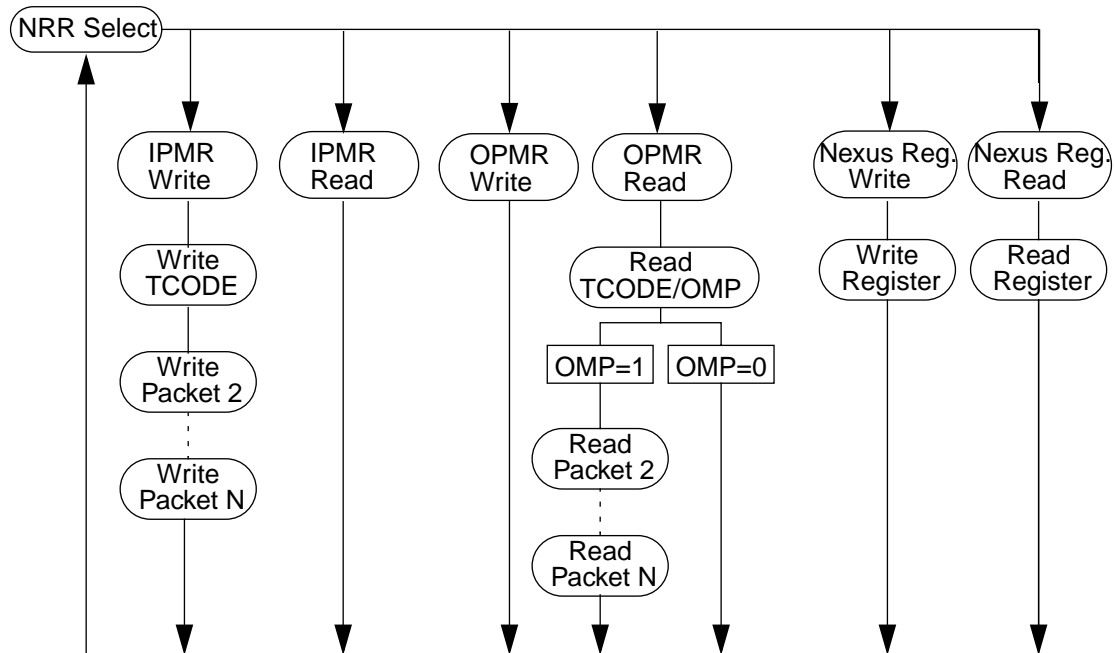 NRR Select
IPMR
Write
IPMR
Read
OPMR
Write
OPMR
Read
Nexus Reg.
Write
Nexus Reg.
Read
Write
TCODE
Read
TCODE/OMP
Write
Register
Read
Register
OMP=1
OMP=0
Write
Packet 2
Read
Packet 2
Write
Packet N
Read
Packet N